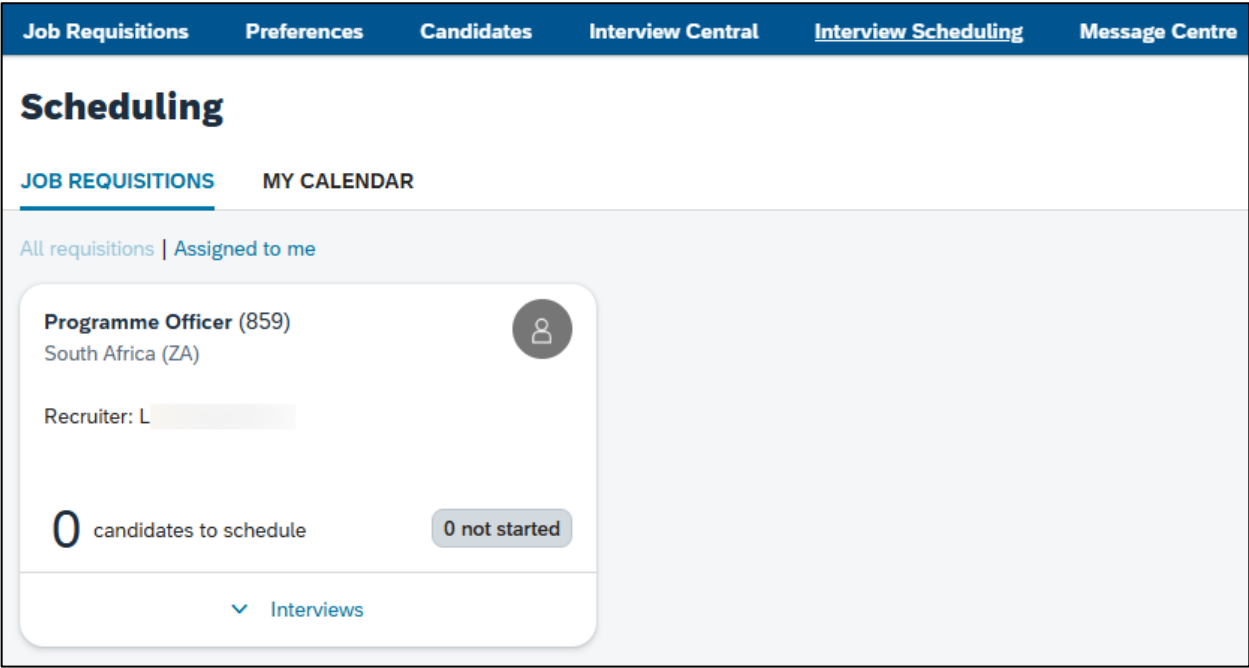 Job Requisitions Preferences Candidates Interview Central Interview Scheduling Message Centre
Scheduling
JOB REQUISITIONS MY CALENDAR
All requisitions | Assigned to me
Programme Officer (859)
South Africa (ZA)
Recruiter: L
0 candidates to schedule 0 not started
Interviews